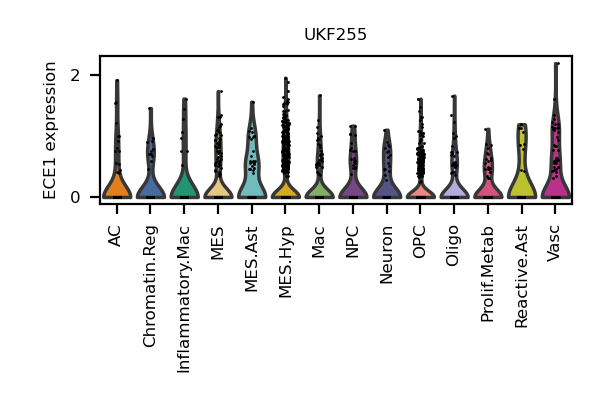 UKF255
ECE1 expression
2
0
AC
Chromatin.Reg
Inflammatory.Mac
MES
MES.Ast
MES.Hyp
Mac
NPC
Neuron
OPC
Oligo
Prolif.Metab
Reactive.Ast
Vasc